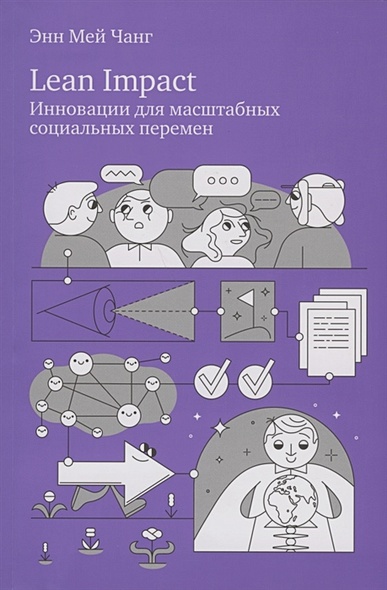 Энн Мей Чанг
Lean Impact
Инновации для масштабных
социальных перемен